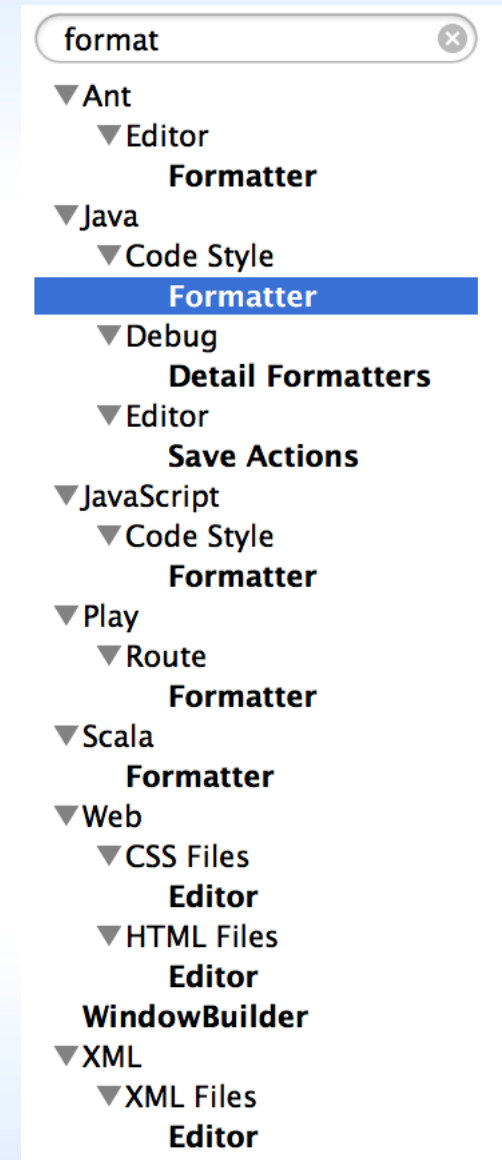 format
Ant
Editor
Formatter
Java
Code Style
Formatter
Debug
Detail Formatters
Editor
Save Actions
JavaScript
Code Style
Formatter
Play
Route
Formatter
Scala
Formatter
Web
CSS Files
Editor
HTML Files
Editor
WindowBuilder
XML
XML Files
Editor